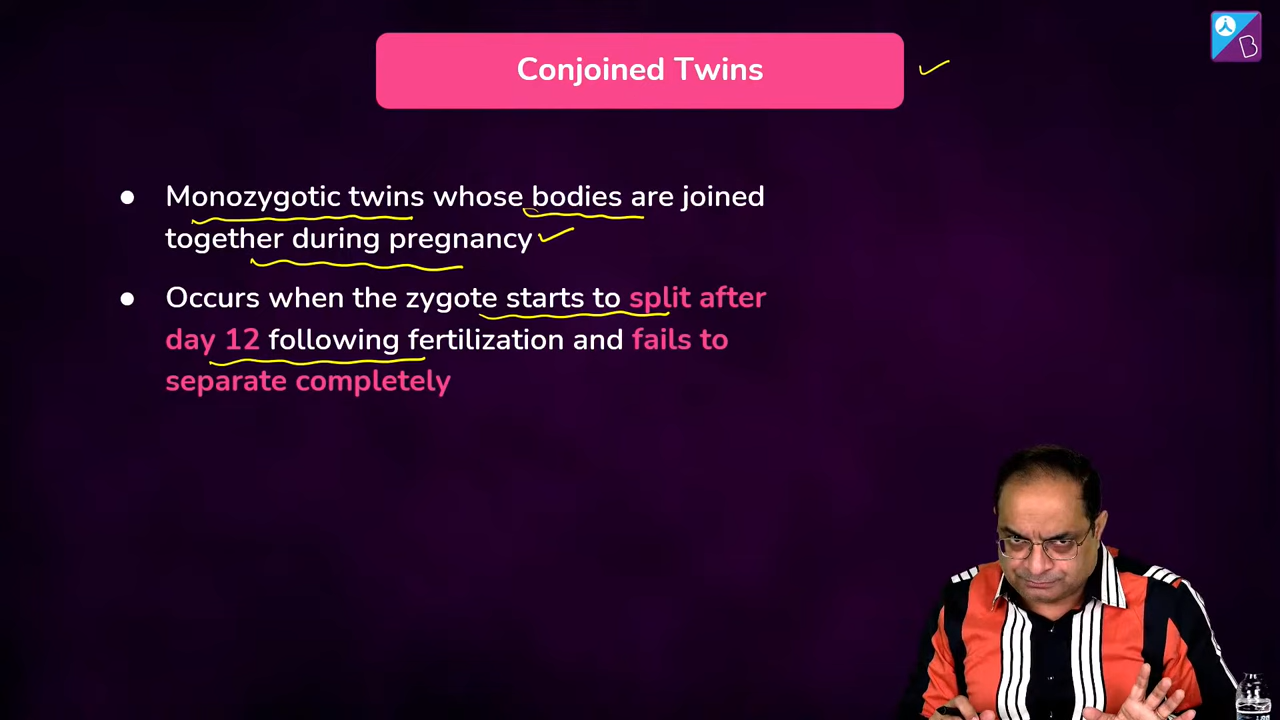 Conjoined Twins
● Monozygotic twins whose bodies are joined
together during pregnancy
● Occurs when the zygote starts to split after
day 12 following fertilization and fails to
separate completely
B